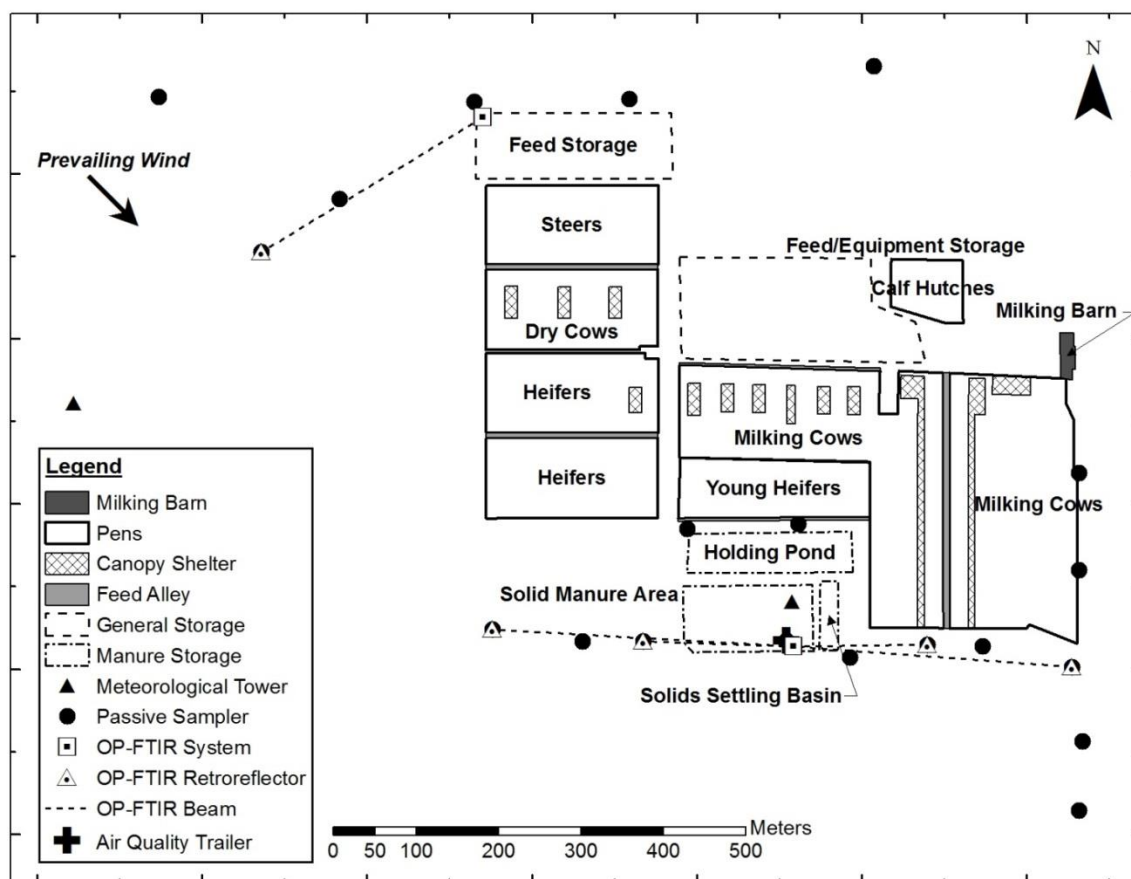 N
Prevailing Wind
Feed Storage
Steers
Feed/Equipment Storage
Calf Hutches
Milking Barn
Dry Cows
Heifers
Milking Cows
Heifers
Young Heifers
Milking Cows
Holding Pond
Solid Manure Area
Solids Settling Basin
Legend
Milking Barn
Pens
Canopy Shelter
Feed Alley
General Storage
Manure Storage
Meteorological Tower
Passive Sampler
OP-FTIR System
OP-FTIR Retroreflector
OP-FTIR Beam
Air Quality Trailer
Meters
0 50 100 200 300 400 500